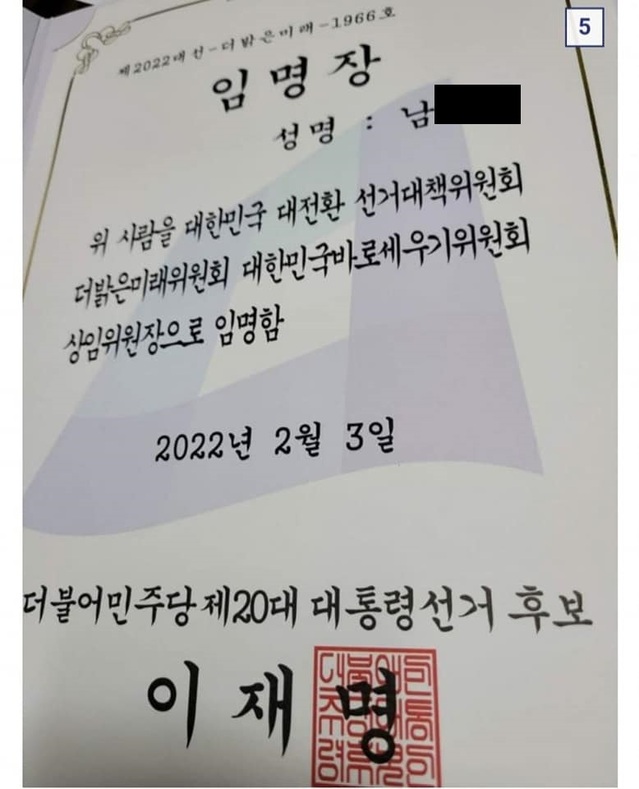 5
제2022대선-더밝은미래-1966호
임명장
성명 : 남
위 사람을 대한민국 대전환 선거대책위원회
더밝은미래위원회 대한민국바로세우기위원회
상임위원장으로 임명함
2022년 2월 3일
더불어민주당 제20대 대통령선거 후보
이재명